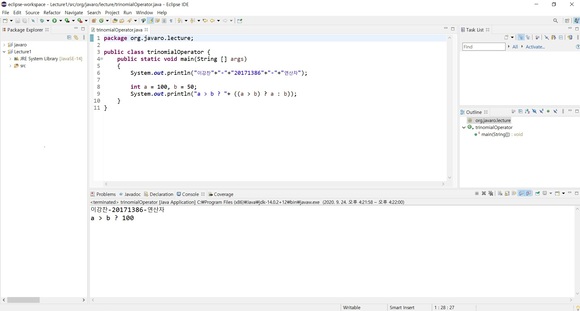 eclipse-workspace - Lecture1/src/org/javaro/lecture/trinomialOperator.java - Eclipse IDE
File Edit Source Refactor Navigate Search Project Run Window Help
Package Explorer
javaro
Lecture1
JRE System Library [JavaSE-14]
src
trinomialOperator.java
1 package org.javaro.lecture;
2
3 public class trinomialOperator {
4 public static void main(String [] args)
5 {
6 System.out.println("이강찬"+"-"+"20171386"+"-"+"연산자");
7
8 int a = 100, b = 50;
9 System.out.println("a > b ? "+ ((a > b) ? a : b));
10 }
11 }
Task List
Find
All
Activate...
Outline
org.javaro.lecture
trinomialOperator
main(String[]) : void
Problems Javadoc Declaration Console Coverage
<terminated> trinomialOperator [Java Application] C:₩Program Files (x86)₩Java₩jdk-14.0.2+12₩bin₩javaw.exe (2020. 9. 24. 오후 4:21:58 – 오후 4:22:00)
이강찬-20171386-연산자
a > b ? 100
Writable
Smart Insert
1 : 28 : 27